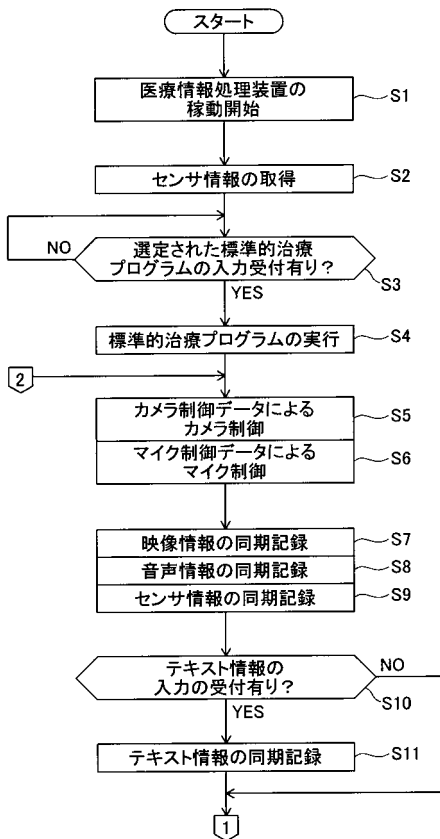 スタート
医療情報処理装置の
稼動開始
S1
センサ情報の取得
S2
NO
選定された標準的治療
プログラムの入力受付有り？
S3
YES
標準的治療プログラムの実行
S4
2
カメラ制御データによる
カメラ制御
S5
マイク制御データによる
マイク制御
S6
映像情報の同期記録
S7
音声情報の同期記録
S8
センサ情報の同期記録
S9
テキスト情報の
入力の受付有り？
NO
S10
YES
テキスト情報の同期記録
S11
1